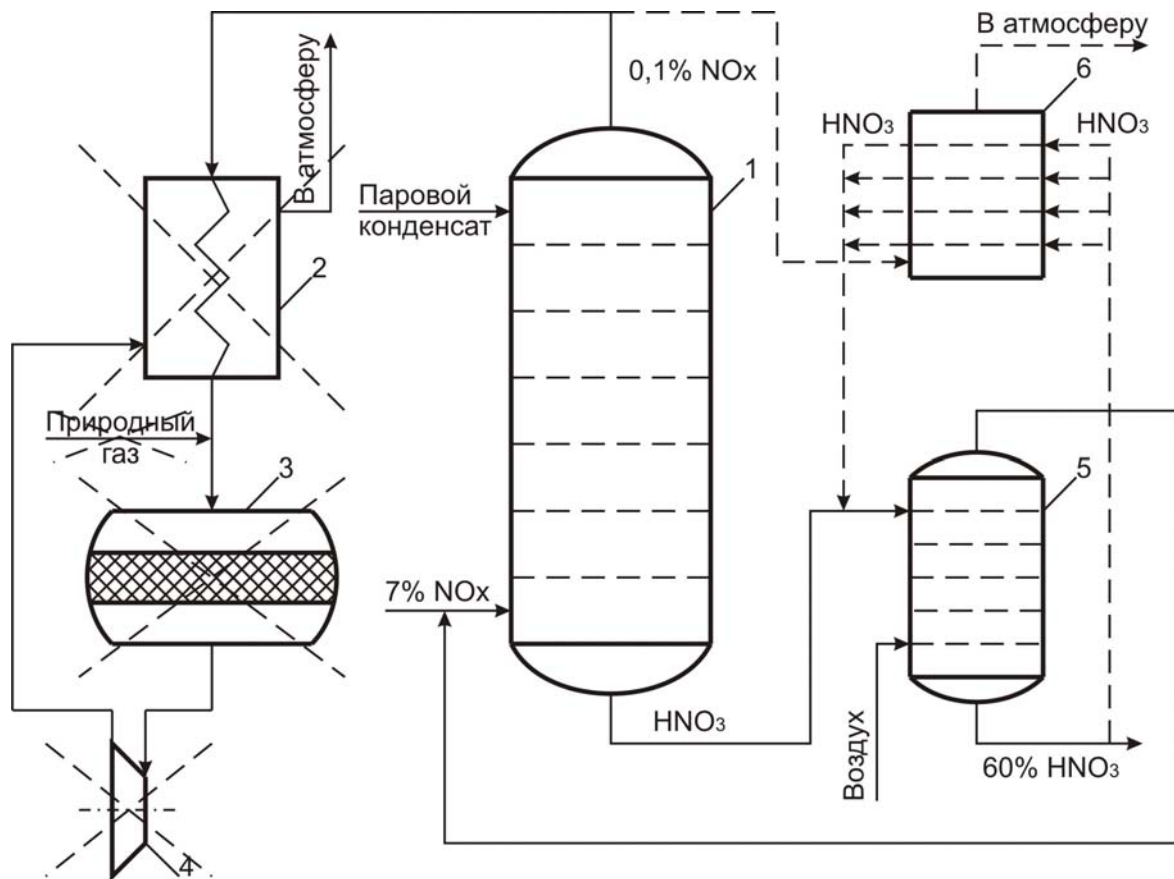 В атмосферу
В атмосферу
0,1% NOx
6
HNO₃
HNO₃
1
Паровой
конденсат
2
Природный
газ
3
5
7% NOx
HNO₃
Воздух
60% HNO₃
4